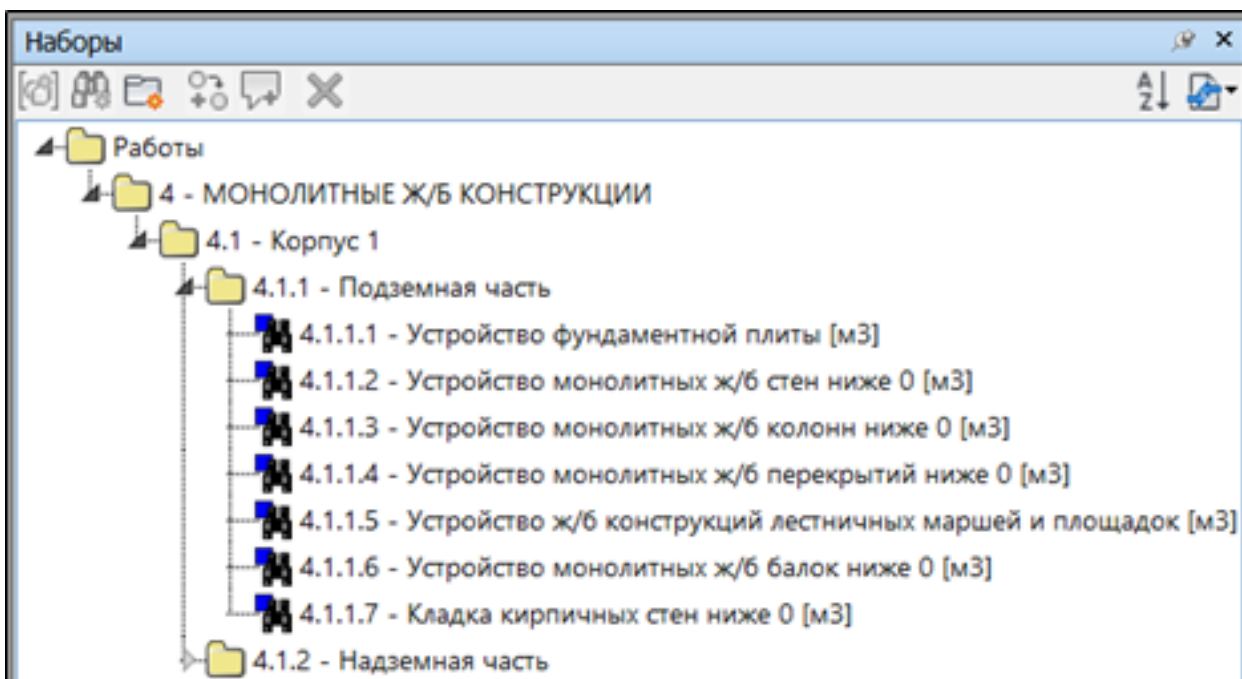 Наборы
Работы
4 - МОНОЛИТНЫЕ Ж/Б КОНСТРУКЦИИ
4.1 - Корпус 1
4.1.1 - Подземная часть
4.1.1.1 - Устройство фундаментной плиты [м3]
4.1.1.2 - Устройство монолитных ж/б стен ниже 0 [м3]
4.1.1.3 - Устройство монолитных ж/б колонн ниже 0 [м3]
4.1.1.4 - Устройство монолитных ж/б перекрытий ниже 0 [м3]
4.1.1.5 - Устройство ж/б конструкций лестничных маршей и площадок [м3]
4.1.1.6 - Устройство монолитных ж/б балок ниже 0 [м3]
4.1.1.7 - Кладка кирпичных стен ниже 0 [м3]
4.1.2 - Надземная часть